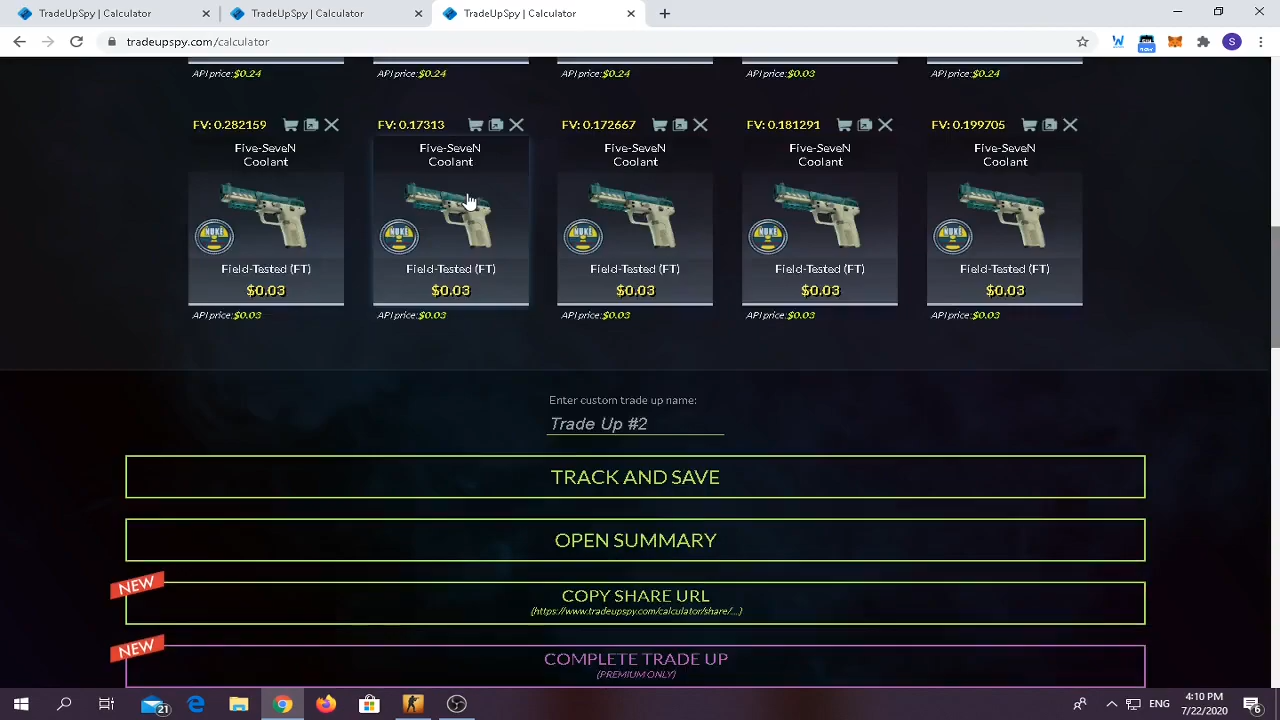 TradeUpSpy | Calculator
TradeUpSpy | Calculator
TradeUpSpy | Calculator
tradeupspy.com/calculator
API price:$0.24
API price:$0.24
API price:$0.24
API price:$0.03
API price:$0.24
FV: 0.282159
FV: 0.17313
FV: 0.172667
FV: 0.181291
FV: 0.199705
Five-SeveN
Coolant
Five-SeveN
Coolant
Five-SeveN
Coolant
Five-SeveN
Coolant
Five-SeveN
Coolant
Field-Tested (FT)
Field-Tested (FT)
Field-Tested (FT)
Field-Tested (FT)
Field-Tested (FT)
$0.03
$0.03
$0.03
$0.03
$0.03
API price:$0.03
API price:$0.03
API price:$0.03
API price:$0.03
API price:$0.03
Enter custom trade up name:
Trade Up #2
TRACK AND SAVE
OPEN SUMMARY
NEW
COPY SHARE URL
(https://www.tradeupspy.com/calculator/share/...)
NEW
COMPLETE TRADE UP
(PREMIUM ONLY)
21
ENG
4:10 PM
7/22/2020
6